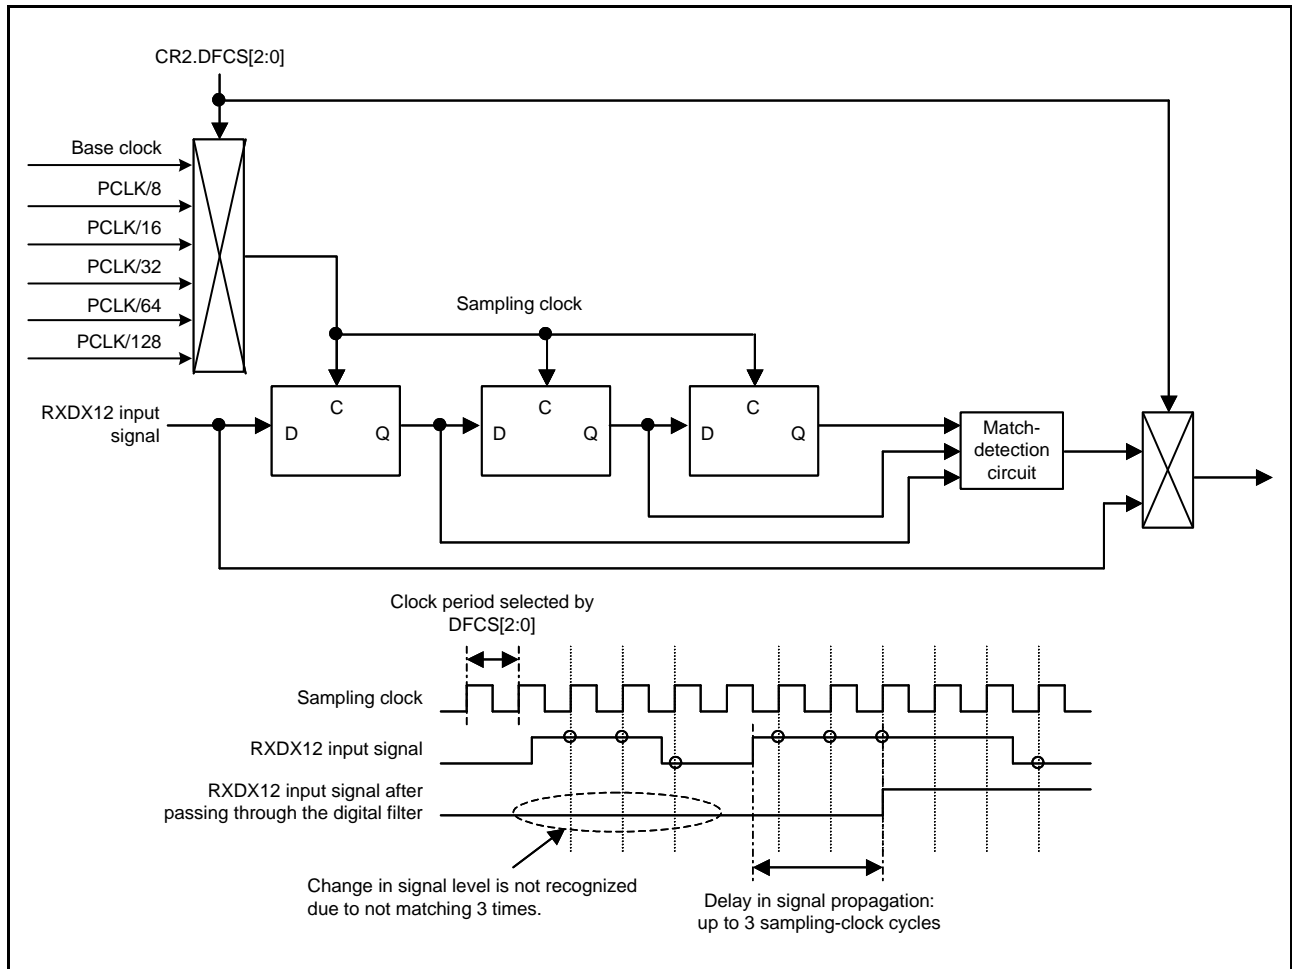 CR2.DFCS[2:0]
Base clock
PCLK/8
PCLK/16
PCLK/32
PCLK/64
PCLK/128
Sampling clock
RXDX12 input
signal
C
D
Q
C
D
Q
C
D
Q
Match-
detection
circuit
Clock period selected by
DFCS[2:0]
Sampling clock
RXDX12 input signal
RXDX12 input signal after
passing through the digital filter
Change in signal level is not recognized
due to not matching 3 times.
Delay in signal propagation:
up to 3 sampling-clock cycles